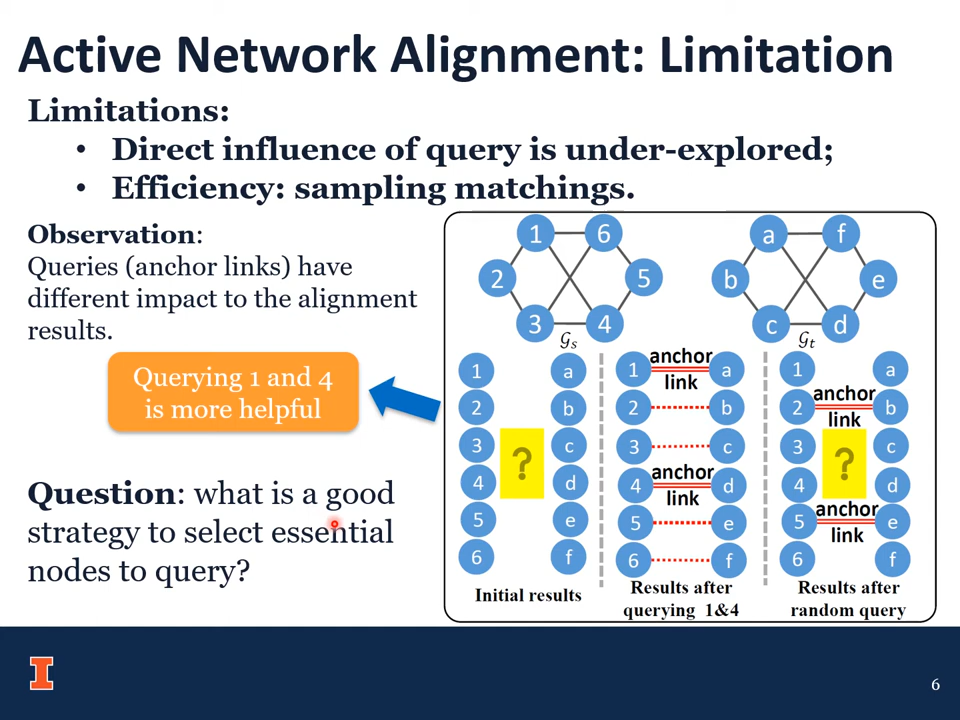 Active Network Alignment: Limitation
Limitations:
• Direct influence of query is under-explored;
• Efficiency: sampling matchings.
Observation:
Queries (anchor links) have
different impact to the alignment
results.
Querying 1 and 4
is more helpful
Question: what is a good
strategy to select essential
nodes to query?
1 6
2 5
3 4
𝒢s
a f
b e
c d
𝒢t
1 a
2 b
3 c
?
4 d
5 e
6 f
Initial results
1 anchor a
link
2 b
3 c
4 anchor d
link
5 e
6 f
Results after
querying 1&4
1 a
2 anchor b
link
3 c
?
4 d
5 anchor e
link
6 f
Results after
random query
I
6